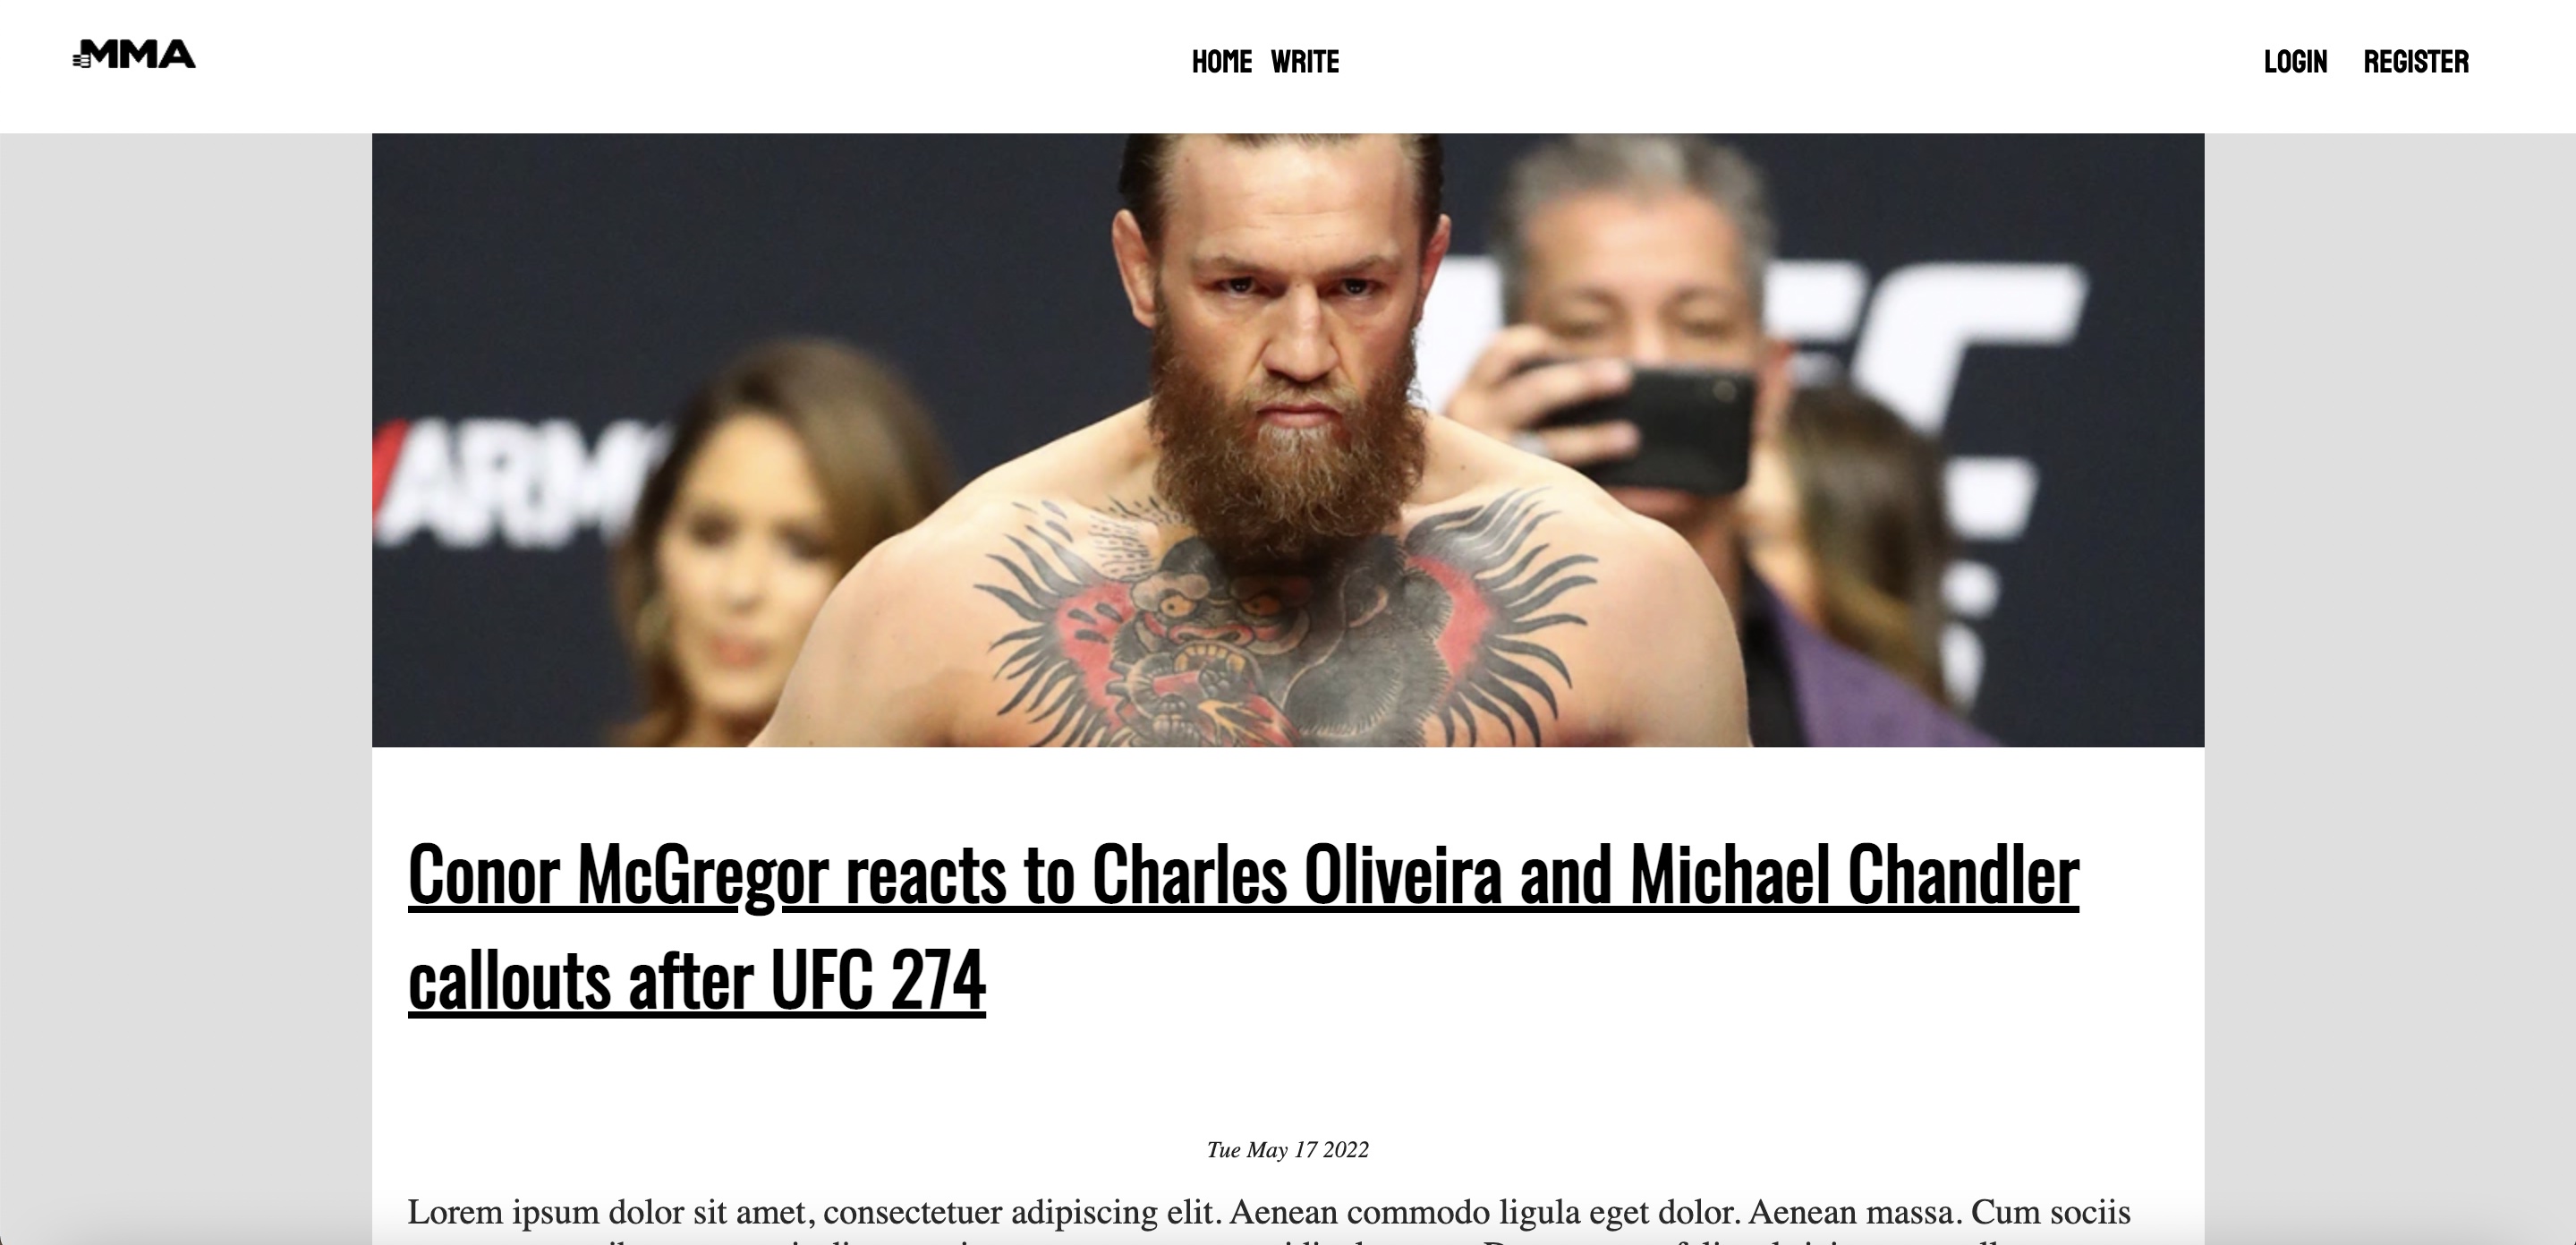 MMA
HOME WRITE
LOGIN REGISTER
ARM
Conor McGregor reacts to Charles Oliveira and Michael Chandler
callouts after UFC 274
Tue May 17 2022
Lorem ipsum dolor sit amet, consectetuer adipiscing elit. Aenean commodo ligula eget dolor. Aenean massa. Cum sociis